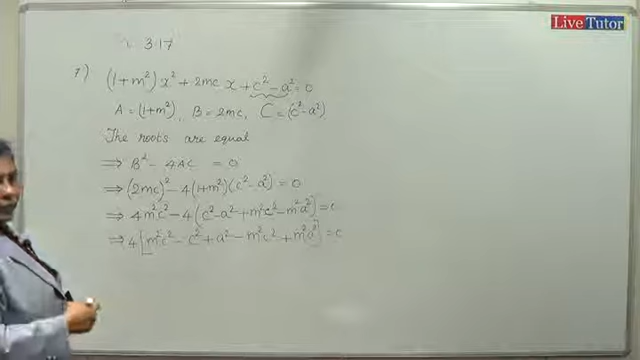 Live Tutor
3.17
7) (1+m²)x² + 2mc x + c² - a² = 0
A = (1+m²), B = 2mc, C = (c² - a²)
The roots are equal
⇒ B² - 4AC = 0
⇒ (2mc)² - 4(1+m²)(c² - a²) = 0
⇒ 4m²c² - 4(c² - a² + m²c² - m²a²) = 0
⇒ 4[m²c² - c² + a² - m²c² + m²a²] = 0